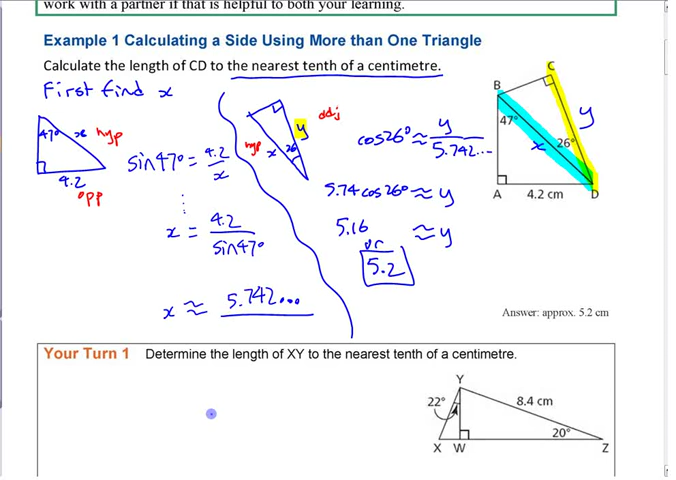 work with a partner if that is helpful to both your learning.
Example 1 Calculating a Side Using More than One Triangle
Calculate the length of CD to the nearest tenth of a centimetre.
First find x
47° x hyp
4.2
opp
sin47° = 4.2/x
⋮
x = 4.2/sin47°
x ≈ 5.742...
adj
hyp x 26° y
cos26° ≈ y/5.742...
5.74cos26° ≈ y
5.16 ≈ y
or
5.2
C
B
47°
y
x 26°
A 4.2 cm D
Answer: approx. 5.2 cm
Your Turn 1 Determine the length of XY to the nearest tenth of a centimetre.
Y
22° 8.4 cm
20°
X W Z